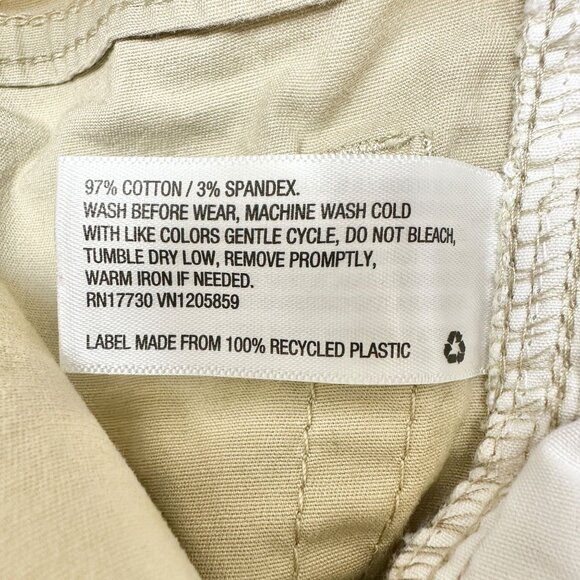 97% COTTON / 3% SPANDEX.
WASH BEFORE WEAR, MACHINE WASH COLD
WITH LIKE COLORS GENTLE CYCLE, DO NOT BLEACH,
TUMBLE DRY LOW, REMOVE PROMPTLY,
WARM IRON IF NEEDED.
RN17730 VN1205859
LABEL MADE FROM 100% RECYCLED PLASTIC